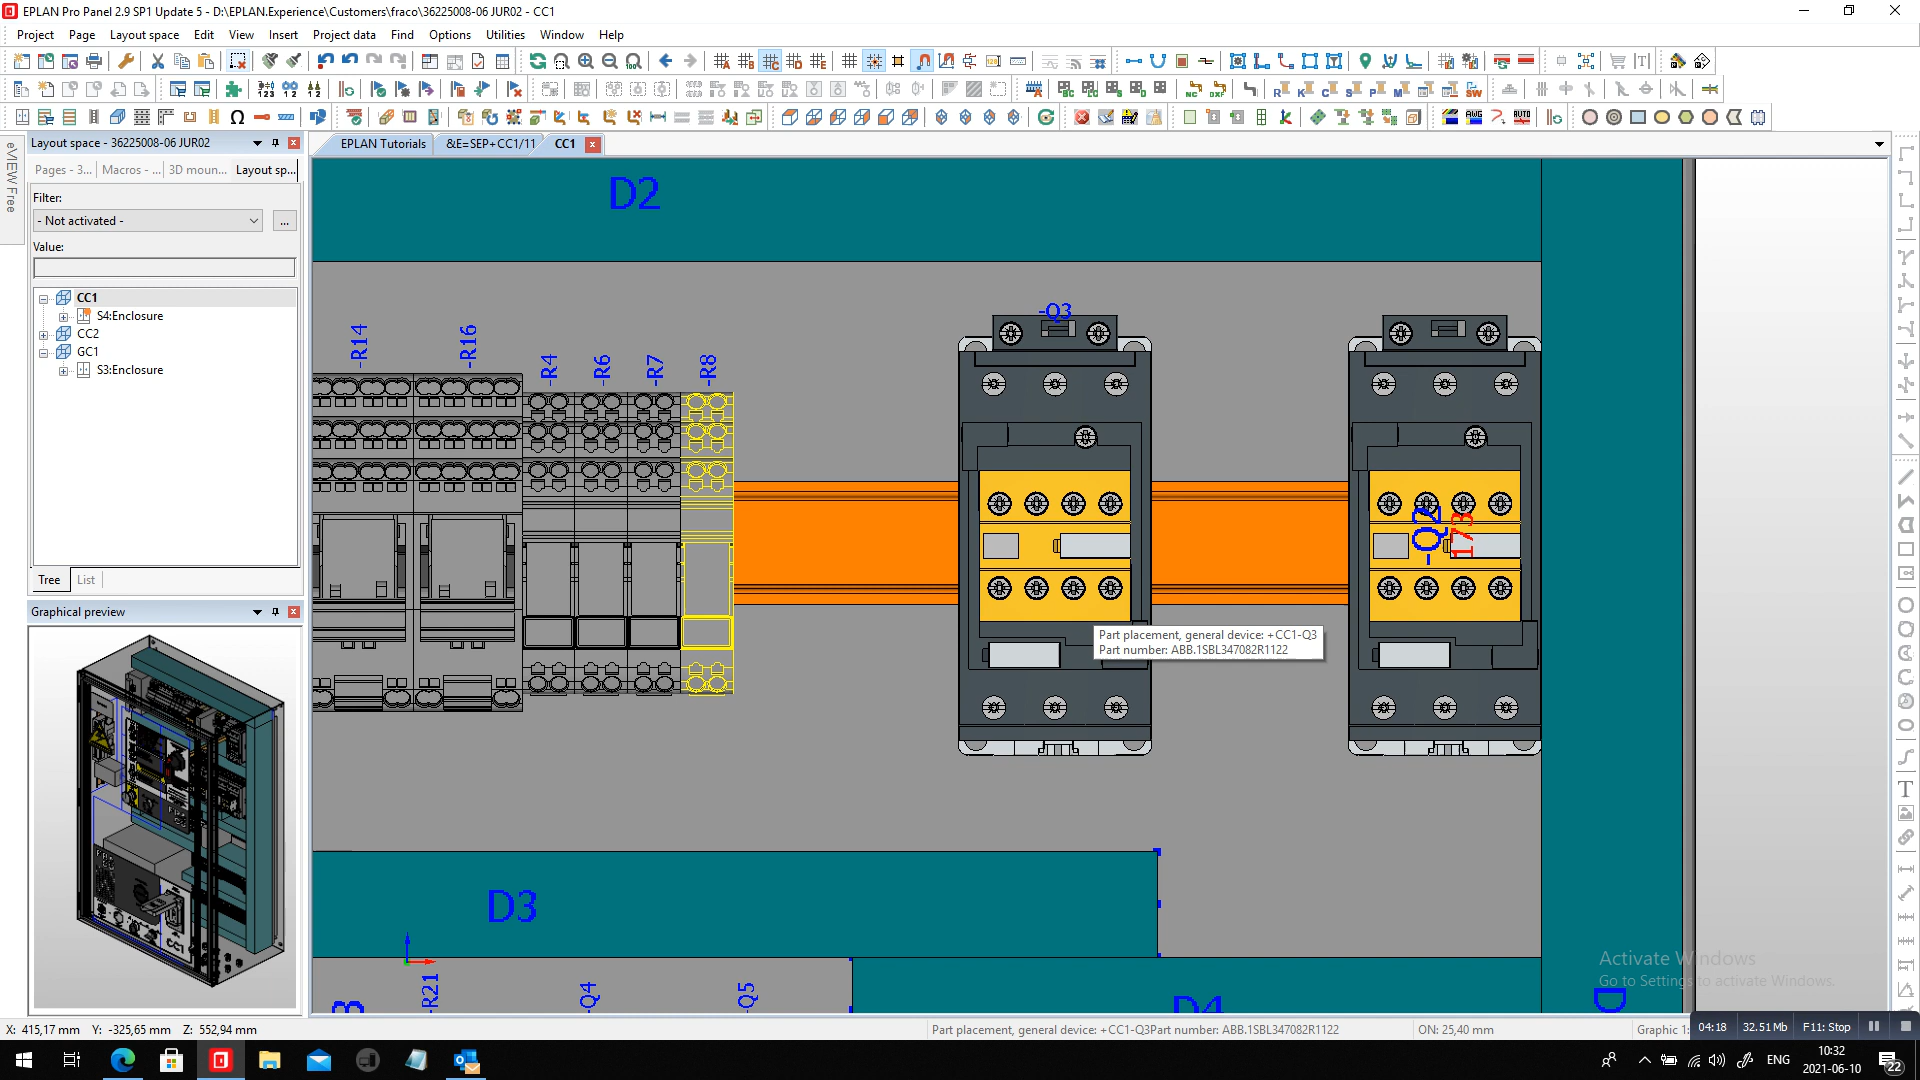 EPLAN Pro Panel 2.9 SP1 Update 5 - D:\EPLAN.Experience\Customers\fraco\36225008-06 JUR02 - CC1
Project Page Layout space Edit View Insert Project data Find Options Utilities Window Help
eVIEW Free
Layout space - 36225008-06 JUR02
Pages - 3... Macros - ... 3D moun... Layout sp...
Filter:
- Not activated -
...
Value:
CC1
S4:Enclosure
CC2
GC1
S3:Enclosure
Tree List
Graphical preview
EPLAN Tutorials &E=SEP+CC1/11 CC1
D2
-R14
-R16
-R4
-R6
-R7
-R8
-Q3
-Q2
173
Part placement, general device: +CC1-Q3
Part number: ABB.1SBL347082R1122
D3
-R21
-Q4
-Q5
D4
D
Activate Windows
Go to Settings to activate Windows.
X: 415,17 mm Y: -325,65 mm Z: 552,94 mm
Part placement, general device: +CC1-Q3Part number: ABB.1SBL347082R1122
ON: 25,40 mm
Graphic 1:
04:18 32.51 Mb F11: Stop
ENG
10:32
2021-06-10
22